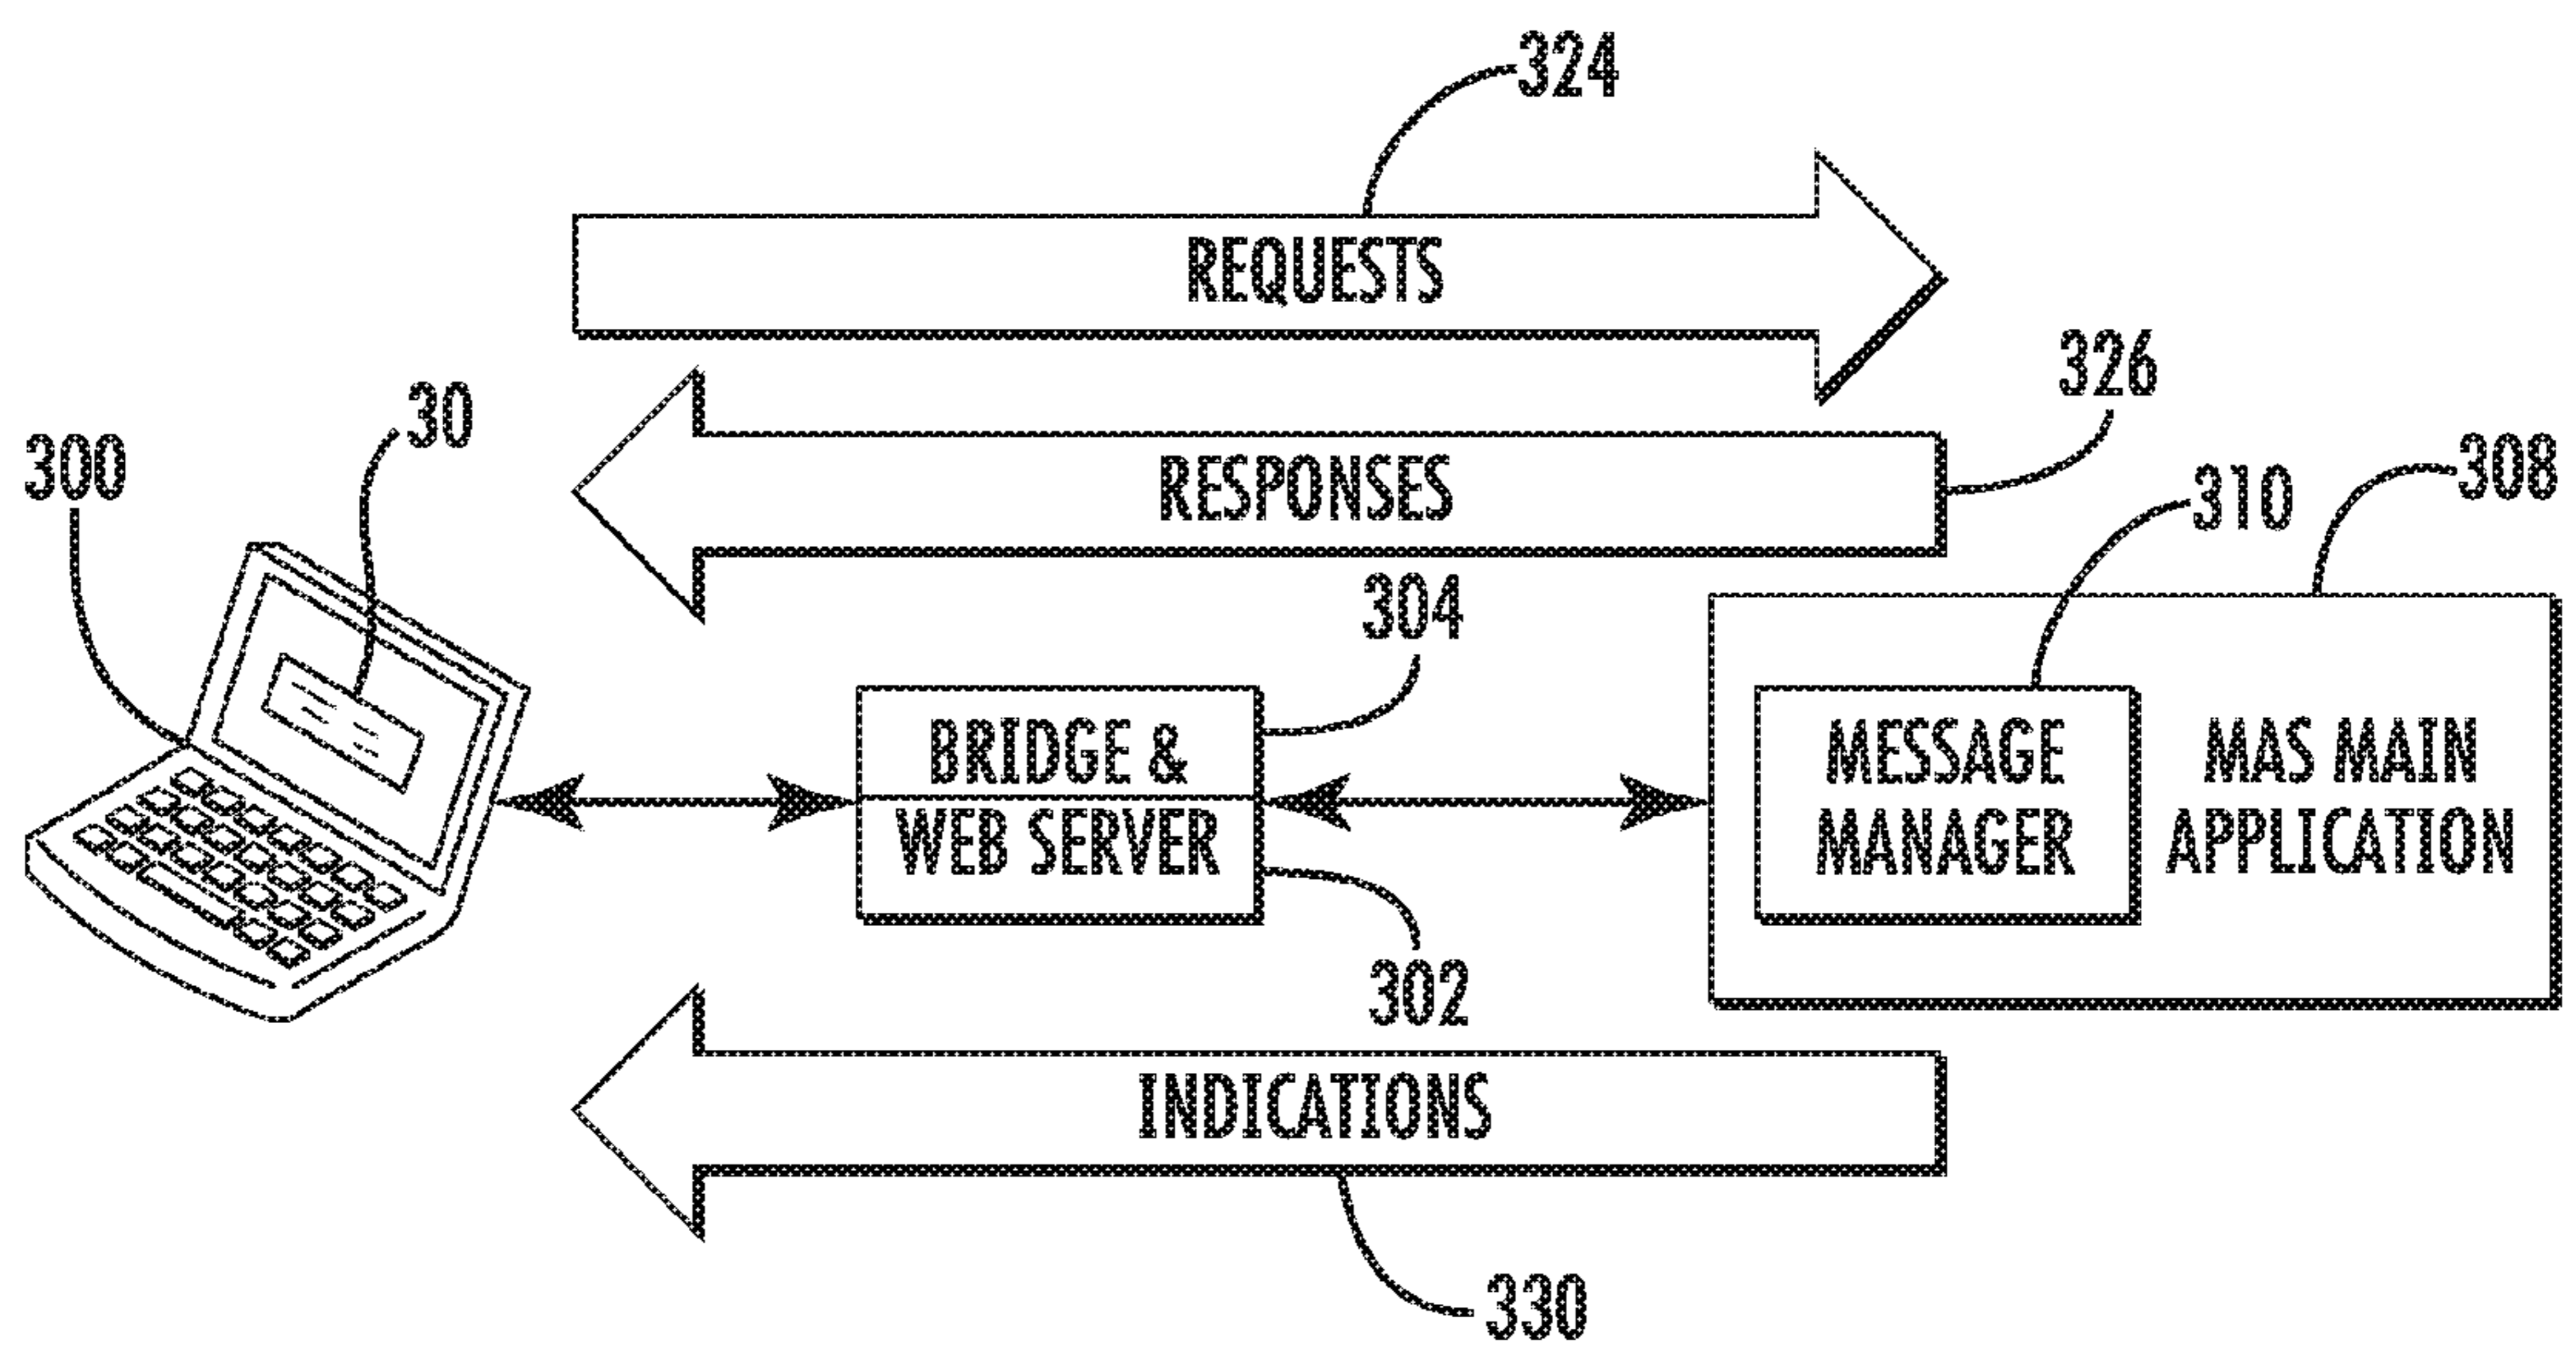 324
REQUESTS
326
30
300
RESPONSES
310
308
304
BRIDGE &
WEB SERVER
MESSAGE
MANAGER
MAS MAIN
APPLICATION
302
INDICATIONS
330